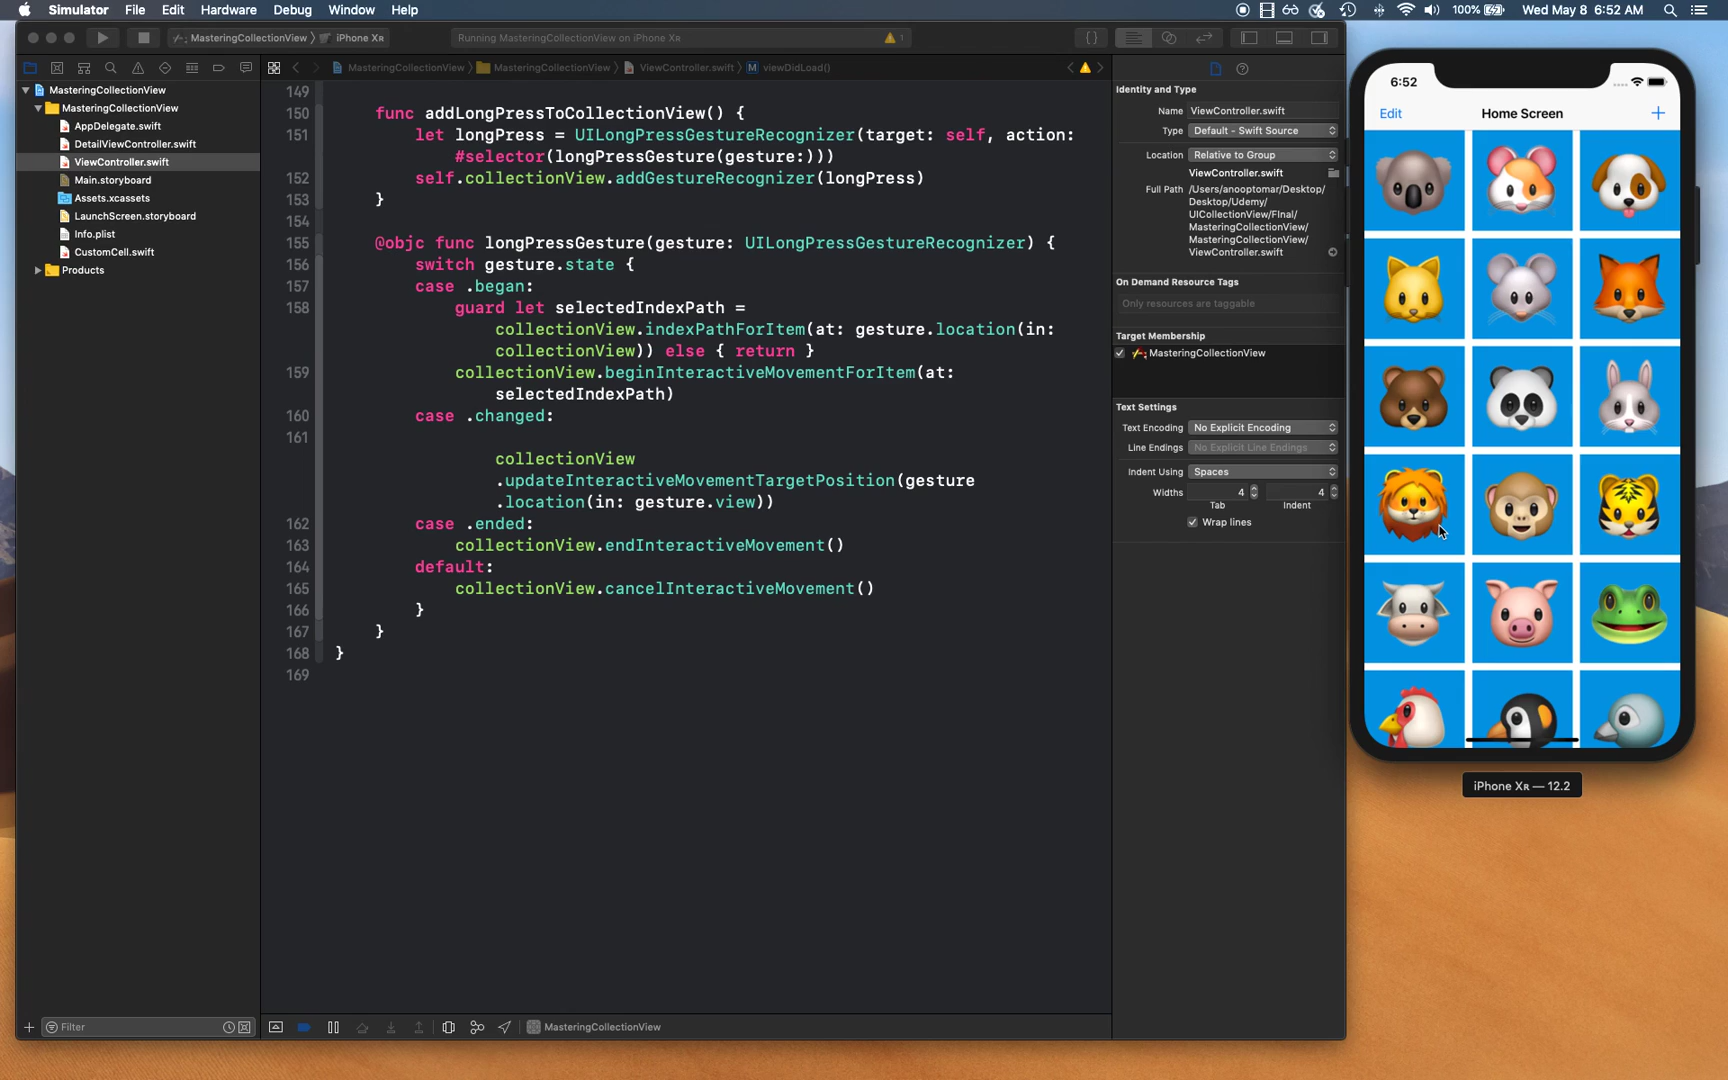 Simulator File Edit Hardware Debug Window Help
100% Wed May 8 6:52 AM
MasteringCollectionView iPhone Xʀ
Running MasteringCollectionView on iPhone Xʀ
1
MasteringCollectionView MasteringCollectionView ViewController.swift M viewDidLoad()
MasteringCollectionView
MasteringCollectionView
AppDelegate.swift
DetailViewController.swift
ViewController.swift
Main.storyboard
Assets.xcassets
LaunchScreen.storyboard
Info.plist
CustomCell.swift
Products
Filter
149
150 func addLongPressToCollectionView() {
151 let longPress = UILongPressGestureRecognizer(target: self, action:
#selector(longPressGesture(gesture:)))
152 self.collectionView.addGestureRecognizer(longPress)
153 }
154
155 @objc func longPressGesture(gesture: UILongPressGestureRecognizer) {
156 switch gesture.state {
157 case .began:
158 guard let selectedIndexPath =
collectionView.indexPathForItem(at: gesture.location(in:
collectionView)) else { return }
159 collectionView.beginInteractiveMovementForItem(at:
selectedIndexPath)
160 case .changed:
161
collectionView
.updateInteractiveMovementTargetPosition(gesture
.location(in: gesture.view))
162 case .ended:
163 collectionView.endInteractiveMovement()
164 default:
165 collectionView.cancelInteractiveMovement()
166 }
167 }
168 }
169
MasteringCollectionView
Identity and Type
Name ViewController.swift
Type Default - Swift Source
Location Relative to Group
ViewController.swift
Full Path /Users/anooptomar/Desktop/
Desktop/Udemy/
UICollectionView/FInal/
MasteringCollectionView/
MasteringCollectionView/
ViewController.swift
On Demand Resource Tags
Only resources are taggable
Target Membership
MasteringCollectionView
Text Settings
Text Encoding No Explicit Encoding
Line Endings No Explicit Line Endings
Indent Using Spaces
Widths 4 4
Tab Indent
Wrap lines
6:52
Edit Home Screen +
iPhone Xʀ — 12.2